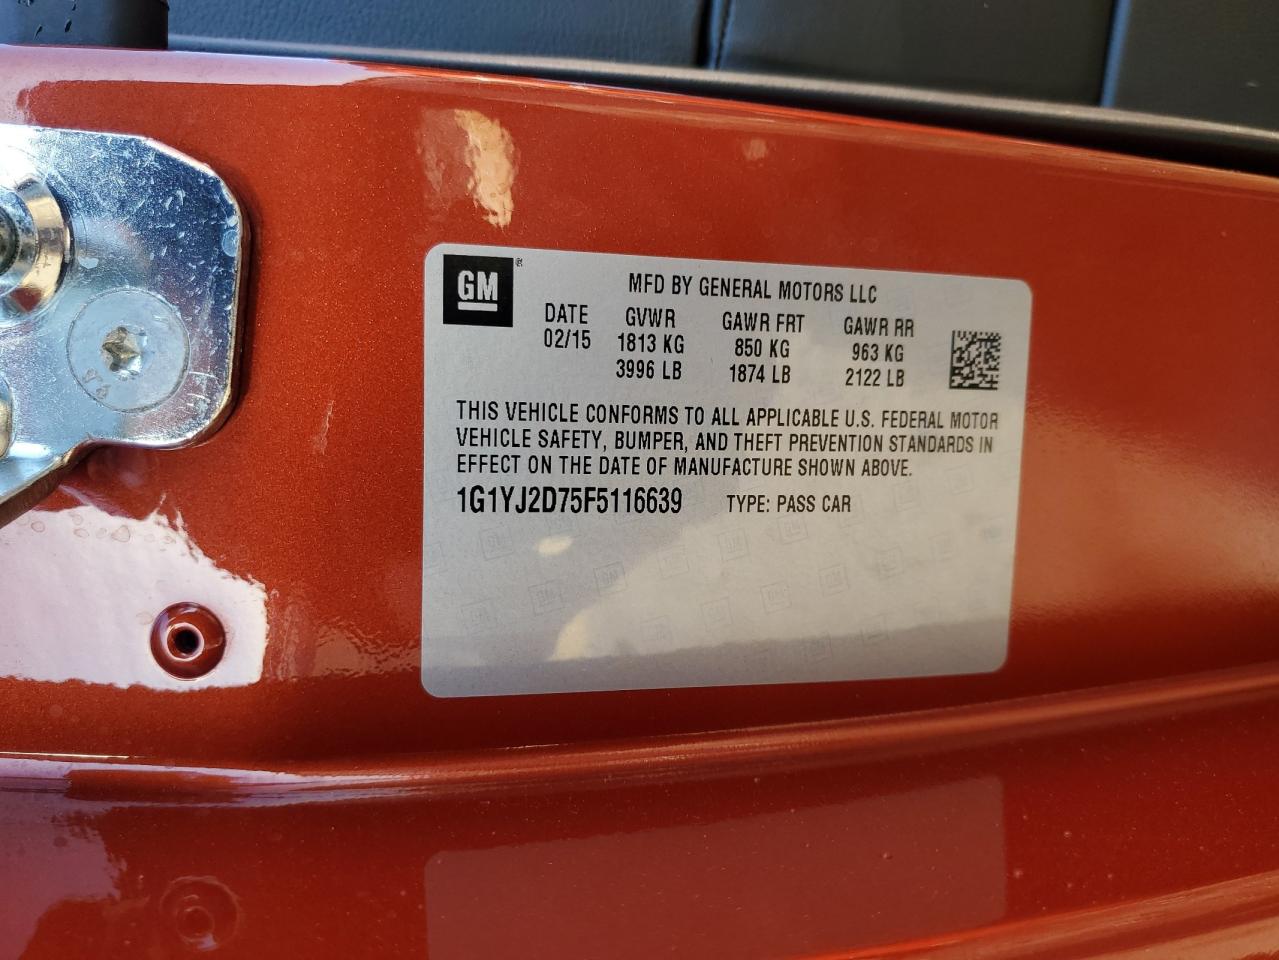 GM
MFD BY GENERAL MOTORS LLC
DATE GVWR GAWR FRT GAWR RR
02/15 1813 KG 850 KG 963 KG
3996 LB 1874 LB 2122 LB
THIS VEHICLE CONFORMS TO ALL APPLICABLE U.S. FEDERAL MOTOR
VEHICLE SAFETY, BUMPER, AND THEFT PREVENTION STANDARDS IN
EFFECT ON THE DATE OF MANUFACTURE SHOWN ABOVE.
1G1YJ2D75F5116639 TYPE: PASS CAR